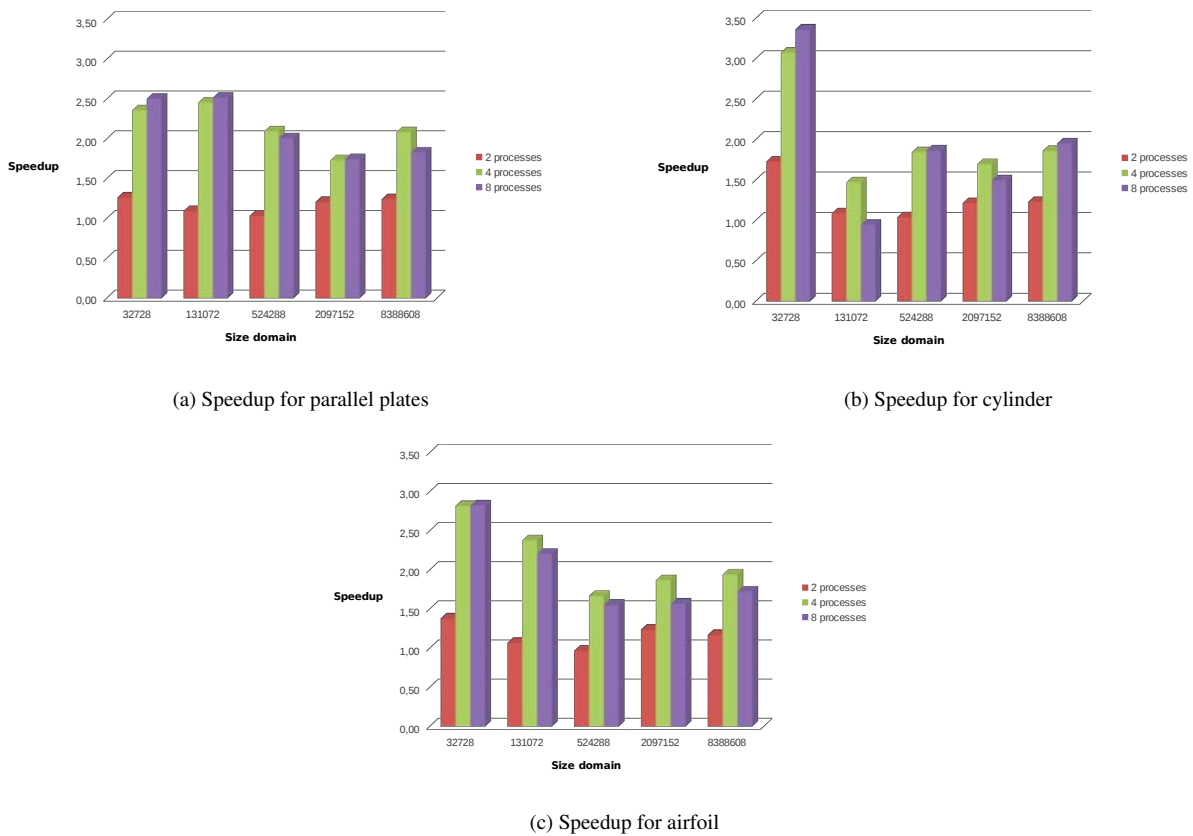 3,50
3,00
2,50
2,00
1,50
1,00
0,50
0,00
Speedup
32728 131072 524288 2097152 8388608
Size domain
2 processes
4 processes
8 processes
(a) Speedup for parallel plates
3,50
3,00
2,50
2,00
1,50
1,00
0,50
0,00
Speedup
32728 131072 524288 2097152 8388608
Size domain
2 processes
4 processes
8 processes
(b) Speedup for cylinder
3,50
3,00
2,50
2,00
1,50
1,00
0,50
0,00
Speedup
32728 131072 524288 2097152 8388608
Size domain
2 processes
4 processes
8 processes
(c) Speedup for airfoil